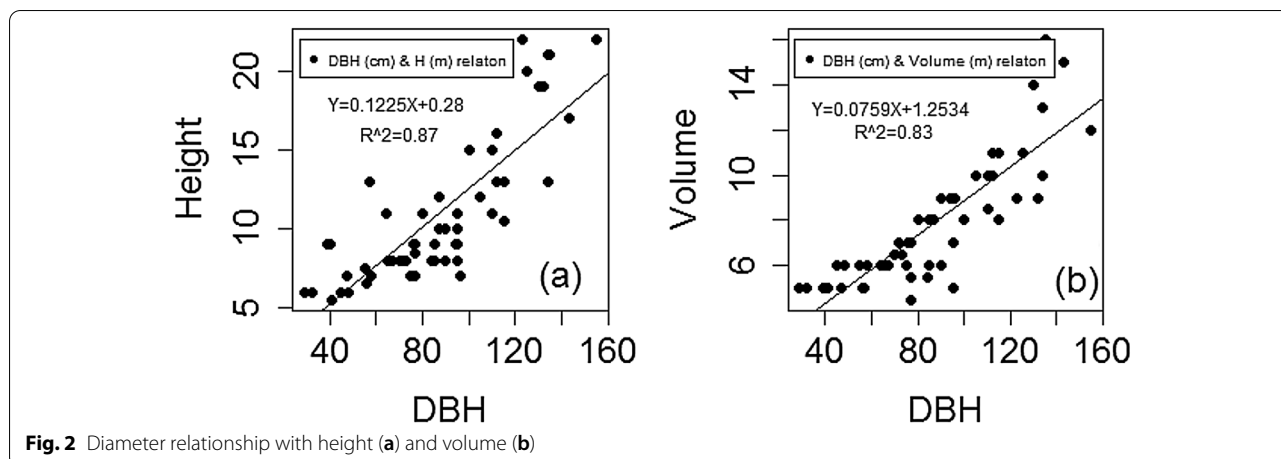 DBH (cm) & H (m) relaton
Y=0.1225X+0.28
R^2=0.87
Height
20
15
10
5
(a)
40
80
120
160
DBH
DBH (cm) & Volume (m) relaton
Y=0.0759X+1.2534
R^2=0.83
Volume
14
10
6
(b)
40
80
120
160
DBH
Fig. 2 Diameter relationship with height (a) and volume (b)